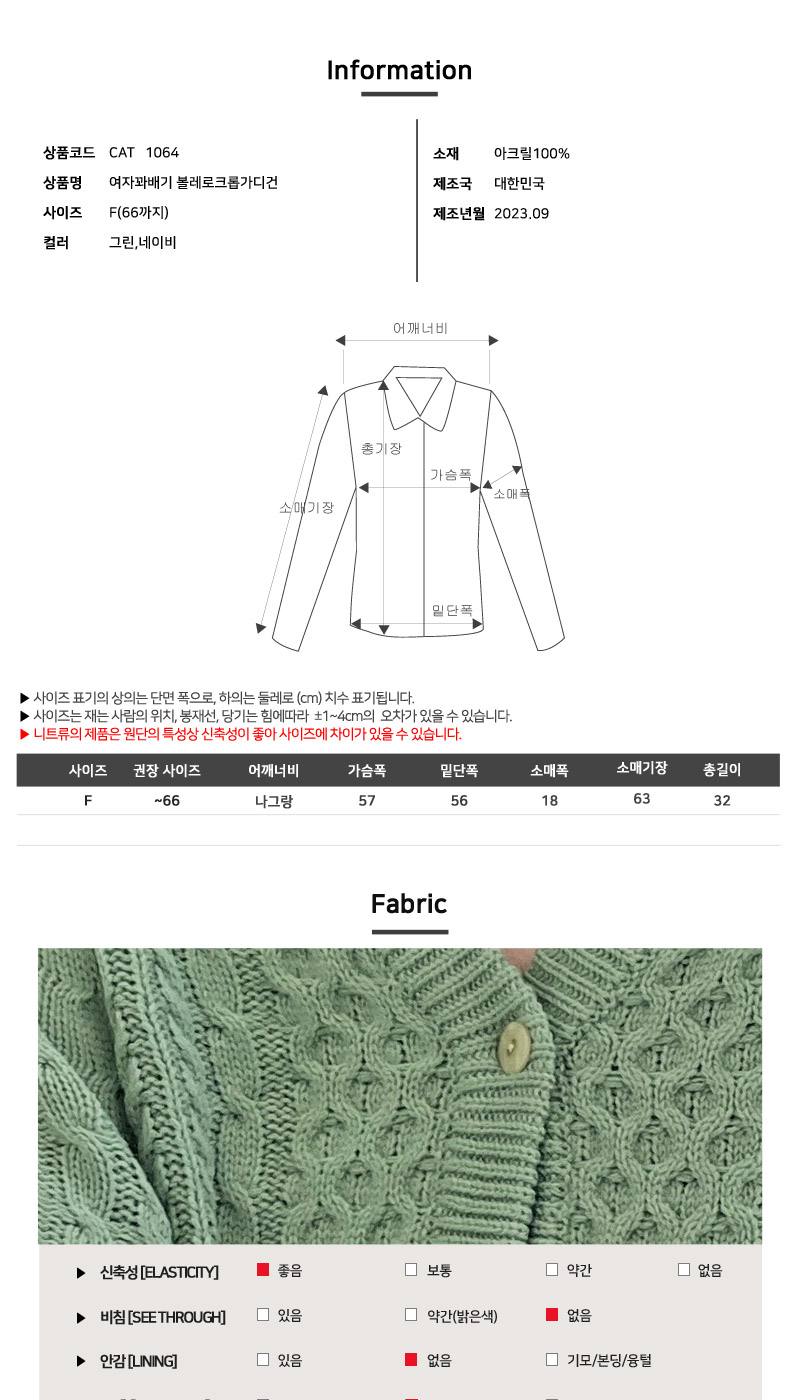 Information
상품코드 CAT 1064
상품명 여자꽈배기 볼레로크롭가디건
사이즈 F(66까지)
컬러 그린,네이비
소재 아크릴100%
제조국 대한민국
제조년월 2023.09
어깨너비
총기장
가슴폭
소매폭
소매기장
밑단폭
▶ 사이즈 표기의 상의는 단면 폭으로, 하의는 둘레로 (cm) 치수 표기됩니다.
▶ 사이즈는 재는 사람의 위치, 봉재선, 당기는 힘에따라 ±1~4cm의 오차가 있을 수 있습니다.
▶ 니트류의 제품은 원단의 특성상 신축성이 좋아 사이즈에 차이가 있을 수 있습니다.
사이즈 권장 사이즈 어깨너비 가슴폭 밑단폭 소매폭 소매기장 총길이
F ~66 나그랑 57 56 18 63 32
Fabric
▶ 신축성 [ELASTICITY] 좋음 보통 약간 없음
▶ 비침 [SEE THROUGH] 있음 약간(밝은색) 없음
▶ 안감 [LINING] 있음 없음 기모/본딩/융털